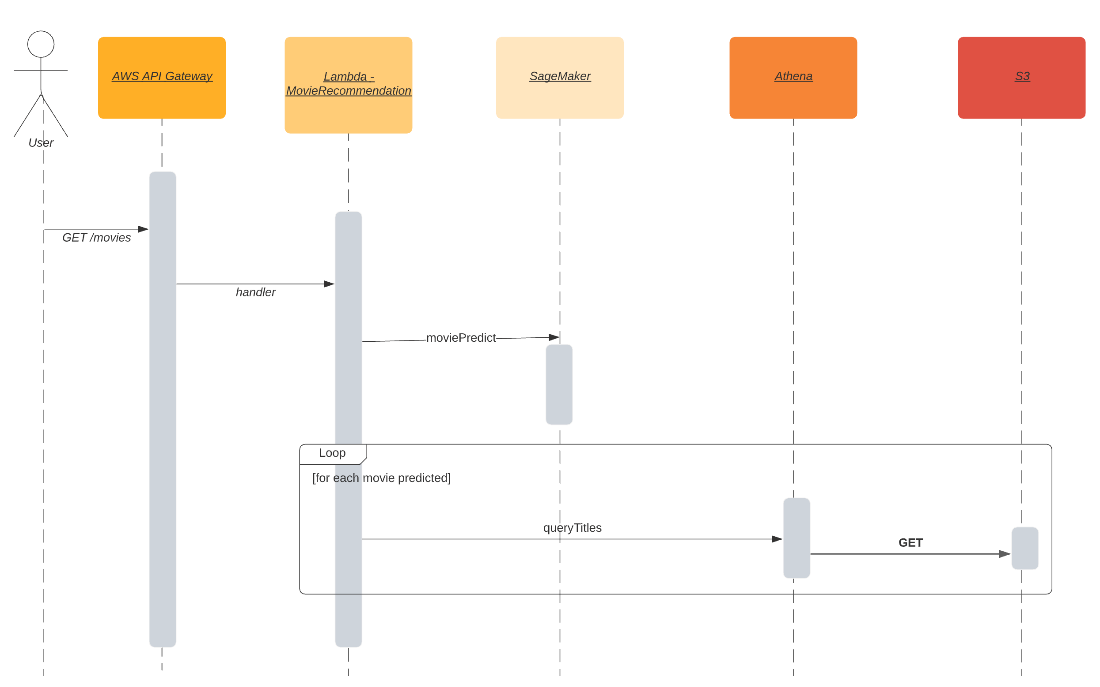 AWS API Gateway
Lambda -
MovieRecommendation
SageMaker
Athena
S3
User
GET /movies
handler
moviePredict
Loop
[for each movie predicted]
queryTitles
GET